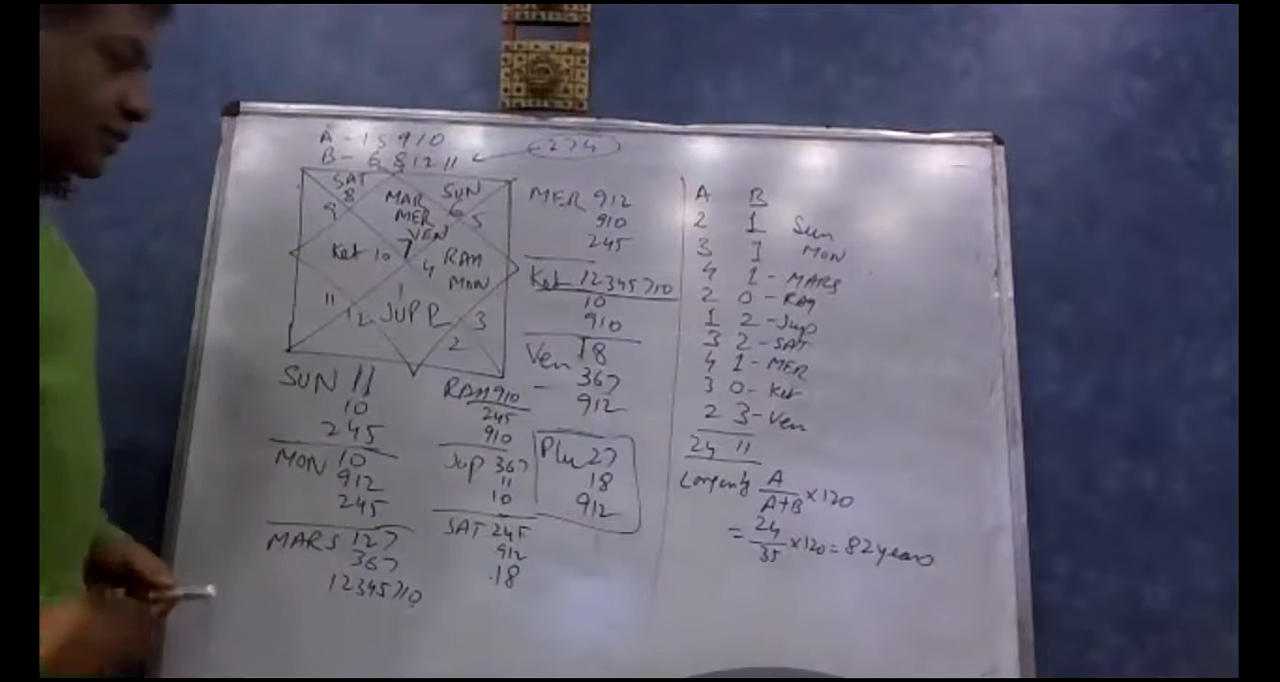 A - 1 5 9 10
B - 6 8 12 11 ← 274
SAT
8
9
MAR
MER
VEN
7
SUN
6
5
Ket 10
4
RAH
MON
11
12
1
JUP R
3
2
SUN 11
10
245
MON 10
912
245
MARS 127
367
12345710
RAH 910
245
910
Jup 367
11
10
SAT 245
912
18
MER 912
910
245
Ket 12345710
10
910
Ven 18
367
912
Plu 27
18
912
A B
2 1 Sun
3 1 MON
4 1 - MARS
2 0 - RAH
1 2 - Jup
3 2 - SAT
4 1 - MER
3 0 - Ket
2 3 - Ven
24 11
Longevity A / A+B × 120
= 24 / 35 × 120 = 82 years